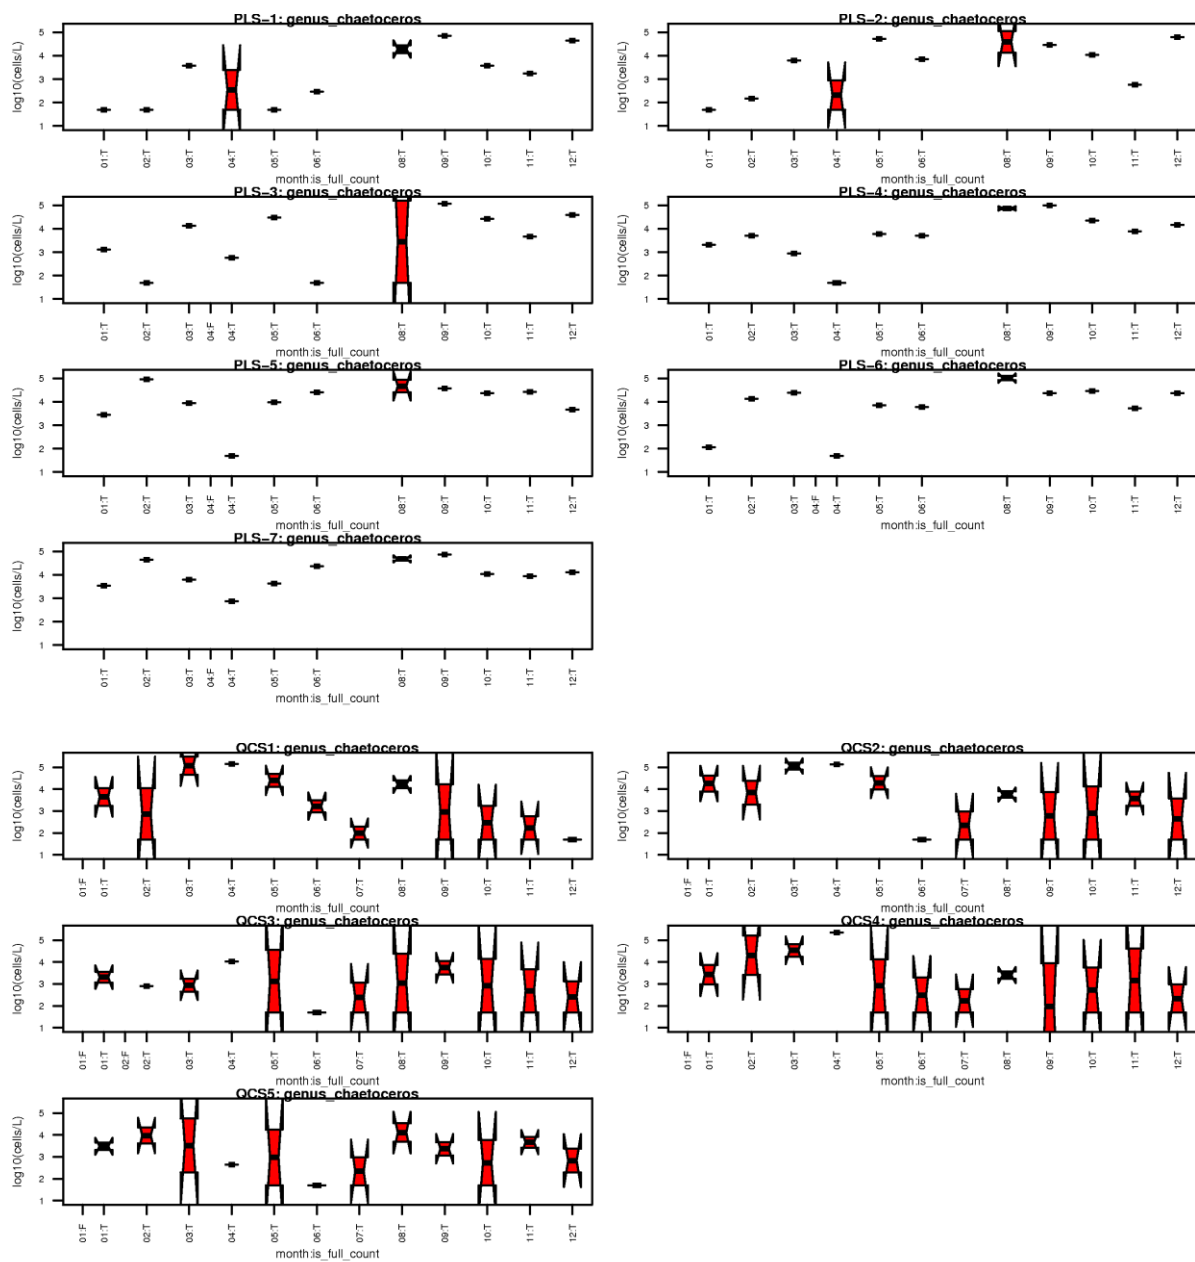 PLS−1: genus_chaetoceros
log10(cells/L)
5
4
3
2
1
01:T 02:T 03:T 04:T 05:T 06:T 08:T 09:T 10:T 11:T 12:T
month:is_full_count
PLS−2: genus_chaetoceros
log10(cells/L)
5
4
3
2
1
01:T 02:T 03:T 04:T 05:T 06:T 08:T 09:T 10:T 11:T 12:T
month:is_full_count
PLS−3: genus_chaetoceros
log10(cells/L)
5
4
3
2
1
01:T 02:T 03:T 04:F 04:T 05:T 06:T 08:T 09:T 10:T 11:T 12:T
month:is_full_count
PLS−4: genus_chaetoceros
log10(cells/L)
5
4
3
2
1
01:T 02:T 03:T 04:T 05:T 06:T 08:T 09:T 10:T 11:T 12:T
month:is_full_count
PLS−5: genus_chaetoceros
log10(cells/L)
5
4
3
2
1
01:T 02:T 03:T 04:F 04:T 05:T 06:T 08:T 09:T 10:T 11:T 12:T
month:is_full_count
PLS−6: genus_chaetoceros
log10(cells/L)
5
4
3
2
1
01:T 02:T 03:T 04:F 04:T 05:T 06:T 08:T 09:T 10:T 11:T 12:T
month:is_full_count
PLS−7: genus_chaetoceros
log10(cells/L)
5
4
3
2
1
01:T 02:T 03:T 04:F 04:T 05:T 06:T 08:T 09:T 10:T 11:T 12:T
month:is_full_count
QCS1: genus_chaetoceros
log10(cells/L)
5
4
3
2
1
01:F 01:T 02:T 03:T 04:T 05:T 06:T 07:T 08:T 09:T 10:T 11:T 12:T
month:is_full_count
QCS2: genus_chaetoceros
log10(cells/L)
5
4
3
2
1
01:F 01:T 02:T 03:T 04:T 05:T 06:T 07:T 08:T 09:T 10:T 11:T 12:T
month:is_full_count
QCS3: genus_chaetoceros
log10(cells/L)
5
4
3
2
1
01:F 01:T 02:F 02:T 03:T 04:T 05:T 06:T 07:T 08:T 09:T 10:T 11:T 12:T
month:is_full_count
QCS4: genus_chaetoceros
log10(cells/L)
5
4
3
2
1
01:F 01:T 02:T 03:T 04:T 05:T 06:T 07:T 08:T 09:T 10:T 11:T 12:T
month:is_full_count
QCS5: genus_chaetoceros
log10(cells/L)
5
4
3
2
1
01:F 01:T 02:T 03:T 04:T 05:T 06:T 07:T 08:T 09:T 10:T 11:T 12:T
month:is_full_count